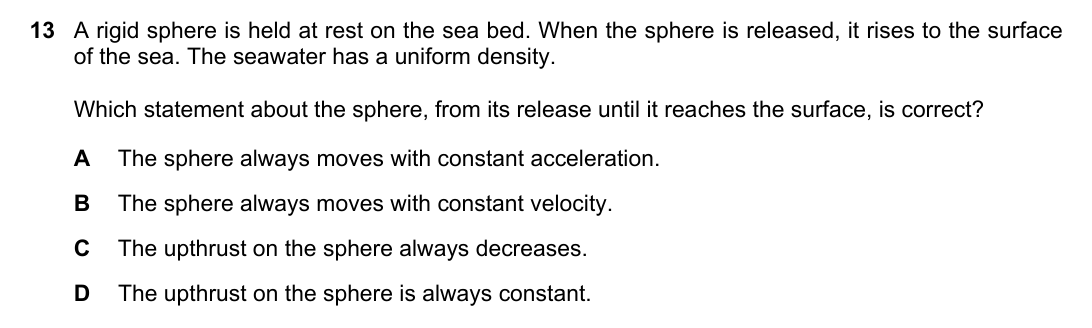 13 A rigid sphere is held at rest on the sea bed. When the sphere is released, it rises to the surface
of the sea. The seawater has a uniform density.
Which statement about the sphere, from its release until it reaches the surface, is correct?
A The sphere always moves with constant acceleration.
B The sphere always moves with constant velocity.
C The upthrust on the sphere always decreases.
D The upthrust on the sphere is always constant.